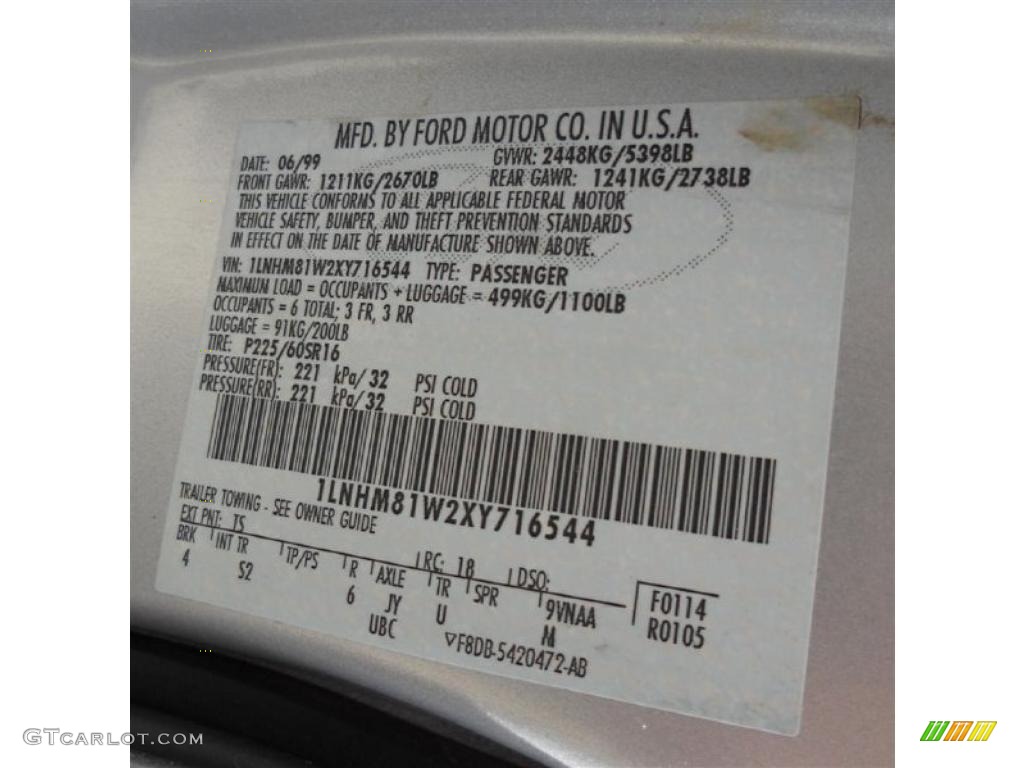 MFD. BY FORD MOTOR CO. IN U.S.A.
DATE: 06/99 GVWR: 2448KG/5398LB
FRONT GAWR: 1211KG/2670LB REAR GAWR: 1241KG/2738LB
THIS VEHICLE CONFORMS TO ALL APPLICABLE FEDERAL MOTOR
VEHICLE SAFETY, BUMPER, AND THEFT PREVENTION STANDARDS
IN EFFECT ON THE DATE OF MANUFACTURE SHOWN ABOVE.
VIN: 1LNHM81W2XY716544 TYPE: PASSENGER
MAXIMUM LOAD = OCCUPANTS + LUGGAGE = 499KG/1100LB
OCCUPANTS = 6 TOTAL; 3 FR, 3 RR
LUGGAGE = 91KG/200LB
TIRE: P225/60SR16
PRESSURE(FR): 221 kPa/32 PSI COLD
PRESSURE(RR): 221 kPa/32 PSI COLD
1LNHM81W2XY716544
TRAILER TOWING - SEE OWNER GUIDE
EXT PNT: TS RC: 18 DSO:
BRK INT TR TP/PS R AXLE TR SPR 9VNAA
4 S2 6 JY U M
UBC
F0114
R0105
F8DB-5420472-AB
GTCARLOT.COM